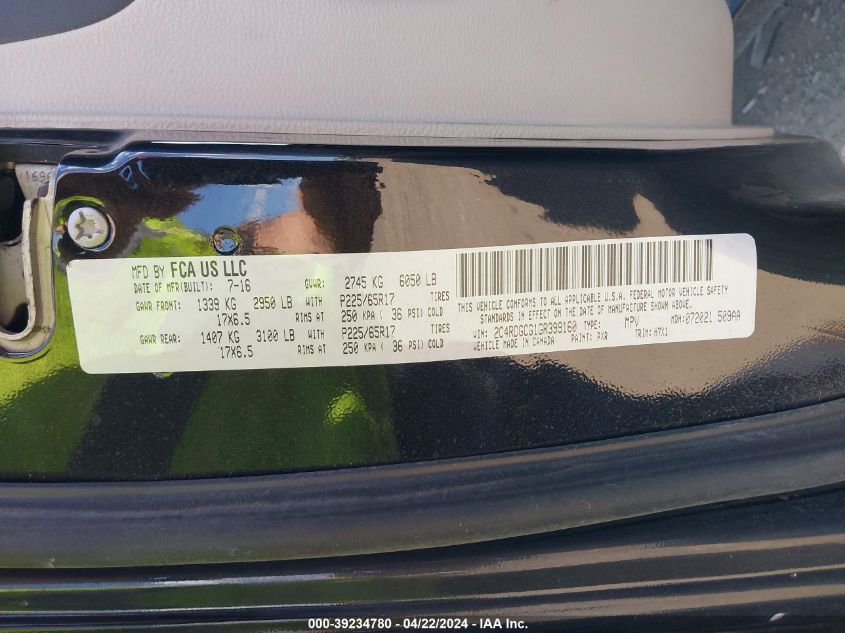 169
MFD BY FCA US LLC
DATE OF MFR(BUILT): 7-16 GVWR: 2745 KG 6050 LB
GAWR FRONT: 1339 KG 2950 LB WITH P225/65R17 TIRES
17X6.5 RIMS AT 250 KPA ( 36 PSI) COLD
GAWR REAR: 1407 KG 3100 LB WITH P225/65R17 TIRES
17X6.5 RIMS AT 250 KPA ( 36 PSI) COLD
THIS VEHICLE CONFORMS TO ALL APPLICABLE U.S.A. FEDERAL MOTOR VEHICLE SAFETY
STANDARDS IN EFFECT ON THE DATE OF MANUFACTURE SHOWN ABOVE.
VIN: 2C4RDGCG1GR399160 TYPE: MPV MDH:072021 509AA
VEHICLE MADE IN CANADA PAINT: PXR TRIM: H7X1
000-39234780 - 04/22/2024 - IAA Inc.